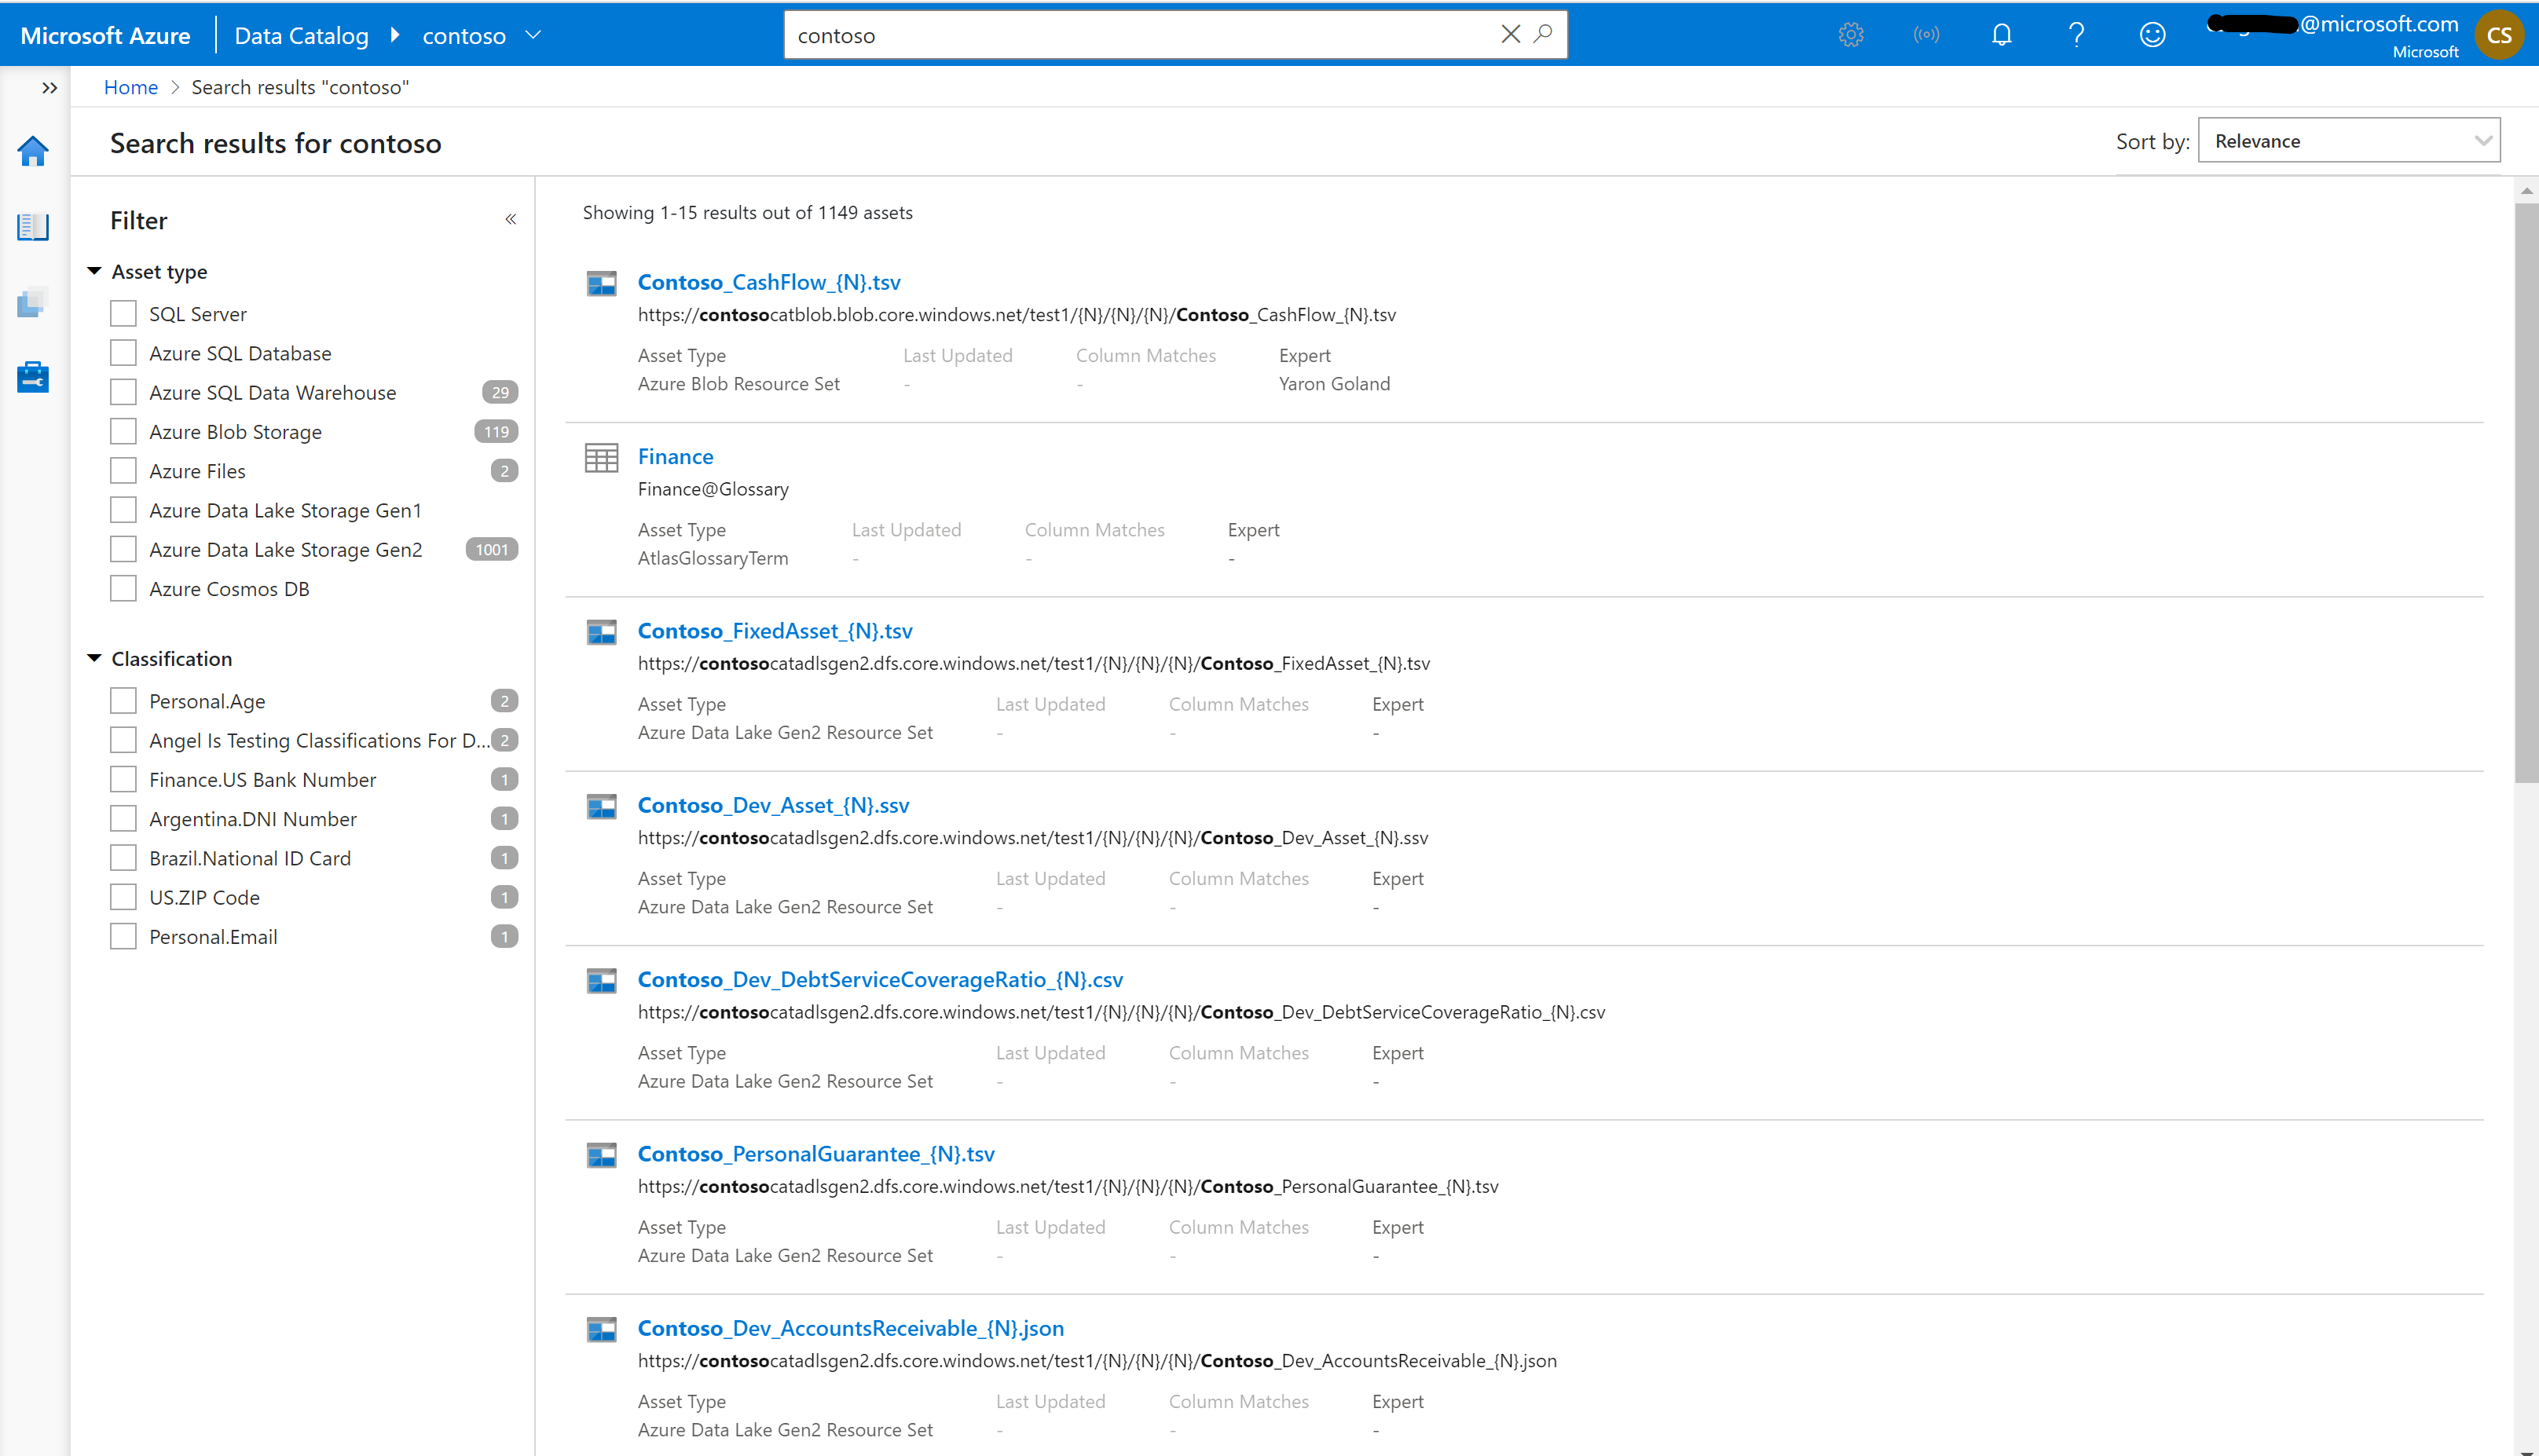 Microsoft Azure Data Catalog contoso
contoso
@microsoft.com
Microsoft
CS
Home > Search results "contoso"
Search results for contoso
Sort by: Relevance
Filter
Asset type
SQL Server
Azure SQL Database
Azure SQL Data Warehouse 29
Azure Blob Storage 119
Azure Files 2
Azure Data Lake Storage Gen1
Azure Data Lake Storage Gen2 1001
Azure Cosmos DB
Classification
Personal.Age 2
Angel Is Testing Classifications For D... 2
Finance.US Bank Number 1
Argentina.DNI Number 1
Brazil.National ID Card 1
US.ZIP Code 1
Personal.Email 1
Showing 1-15 results out of 1149 assets
Contoso_CashFlow_{N}.tsv
https://contosocatblob.blob.core.windows.net/test1/{N}/{N}/{N}/Contoso_CashFlow_{N}.tsv
Asset Type Last Updated Column Matches Expert
Azure Blob Resource Set - - Yaron Goland
Finance
Finance@Glossary
Asset Type Last Updated Column Matches Expert
AtlasGlossaryTerm - - -
Contoso_FixedAsset_{N}.tsv
https://contosocatadlsgen2.dfs.core.windows.net/test1/{N}/{N}/{N}/Contoso_FixedAsset_{N}.tsv
Asset Type Last Updated Column Matches Expert
Azure Data Lake Gen2 Resource Set - - -
Contoso_Dev_Asset_{N}.ssv
https://contosocatadlsgen2.dfs.core.windows.net/test1/{N}/{N}/{N}/Contoso_Dev_Asset_{N}.ssv
Asset Type Last Updated Column Matches Expert
Azure Data Lake Gen2 Resource Set - - -
Contoso_Dev_DebtServiceCoverageRatio_{N}.csv
https://contosocatadlsgen2.dfs.core.windows.net/test1/{N}/{N}/{N}/Contoso_Dev_DebtServiceCoverageRatio_{N}.csv
Asset Type Last Updated Column Matches Expert
Azure Data Lake Gen2 Resource Set - - -
Contoso_PersonalGuarantee_{N}.tsv
https://contosocatadlsgen2.dfs.core.windows.net/test1/{N}/{N}/{N}/Contoso_PersonalGuarantee_{N}.tsv
Asset Type Last Updated Column Matches Expert
Azure Data Lake Gen2 Resource Set - - -
Contoso_Dev_AccountsReceivable_{N}.json
https://contosocatadlsgen2.dfs.core.windows.net/test1/{N}/{N}/{N}/Contoso_Dev_AccountsReceivable_{N}.json
Asset Type Last Updated Column Matches Expert
Azure Data Lake Gen2 Resource Set - - -